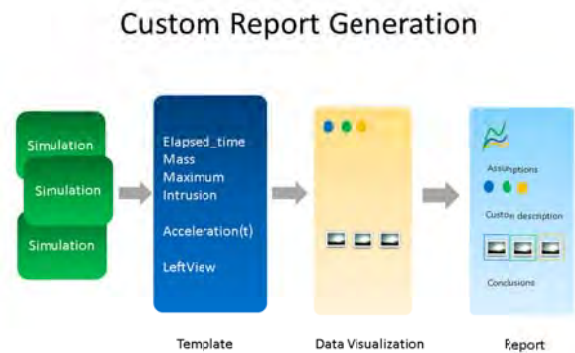 Custom Report Generation
Simulation
Simulation
Simulation
Elapsed_time
Mass
Maximum
Intrusion
Acceleration(t)
LeftView
Assumptions
Custom description
Conclusions
Template
Data Visualization
Report